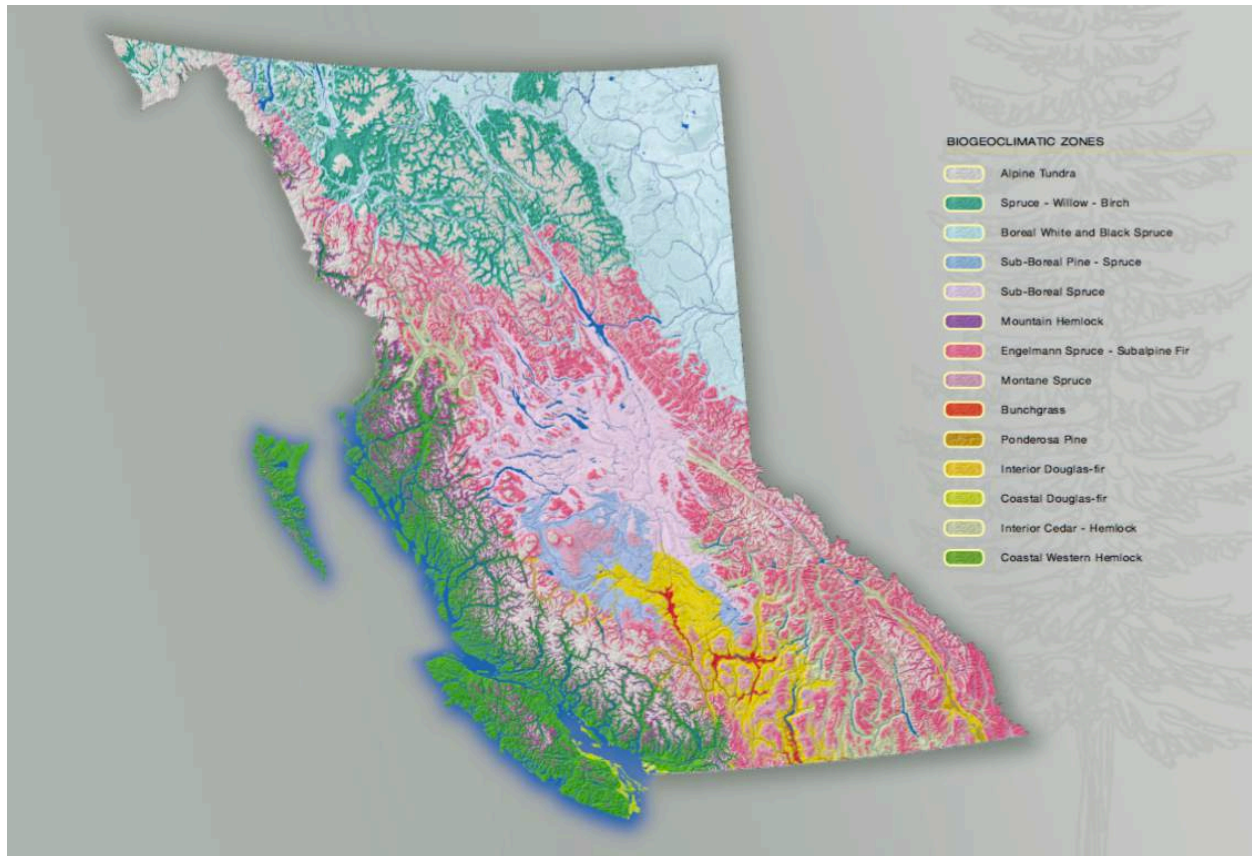 BIOGEOCLIMATIC ZONES
Alpine Tundra
Spruce - Willow - Birch
Boreal White and Black Spruce
Sub-Boreal Pine - Spruce
Sub-Boreal Spruce
Mountain Hemlock
Engelmann Spruce - Subalpine Fir
Montane Spruce
Bunchgrass
Ponderosa Pine
Interior Douglas-fir
Coastal Douglas-fir
Interior Cedar - Hemlock
Coastal Western Hemlock